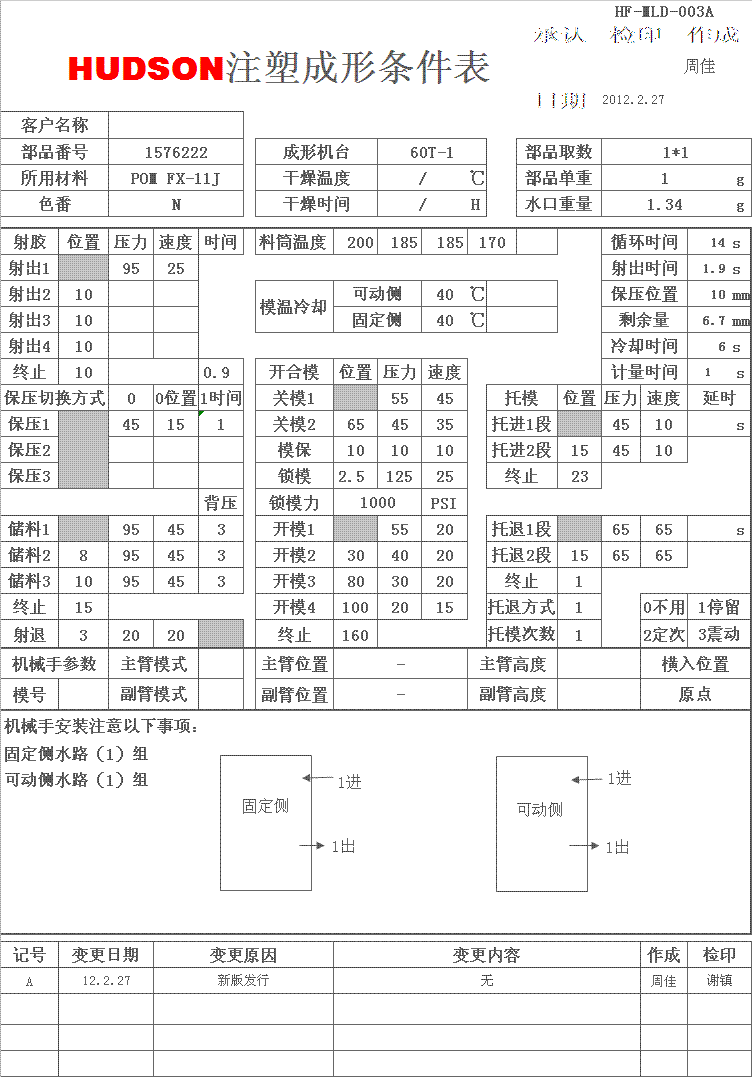 HF-WLD-003A
承认 检印 作成
HUDSON注塑成形条件表 周佳
日期 2012.2.27
客户名称
部品番号 1576222 成形机台 60T-1 部品取数 1*1
所用材料 POM FX-11J 干燥温度 / ℃ 部品单重 1 g
色番 N 干燥时间 / H 水口重量 1.34 g
射胶 位置 压力 速度 时间 料筒温度 200 185 185 170 循环时间 14 s
射出1 95 25 射出时间 1.9 s
射出2 10 模温冷却 可动侧 40 ℃ 保压位置 10 mm
射出3 10 固定侧 40 ℃ 剩余量 6.7 mm
射出4 10 冷却时间 6 s
终止 10 0.9 开合模 位置 压力 速度 计量时间 1 s
保压切换方式 0 0位置 1时间 关模1 55 45 托模 位置 压力 速度 延时
保压1 45 15 1 关模2 65 45 35 托进1段 45 10 s
保压2 模保 10 10 10 托进2段 15 45 10
保压3 锁模 2.5 125 25 终止 23
背压 锁模力 1000 PSI
储料1 95 45 3 开模1 55 20 托退1段 65 65 s
储料2 8 95 45 3 开模2 30 40 20 托退2段 15 65 65
储料3 10 95 45 3 开模3 80 30 20 终止 1
终止 15 开模4 100 20 15 托退方式 1 0不用 1停留
射退 3 20 20 终止 160 托模次数 1 2定次 3震动
机械手参数 主臂模式 主臂位置 - 主臂高度 横入位置
模号 副臂模式 副臂位置 - 副臂高度 原点
机械手安装注意以下事项:
固定侧水路（1）组
可动侧水路（1）组
固定侧 1进 可动侧 1进
1出 1出
记号 变更日期 变更原因 变更内容 作成 检印
A 12.2.27 新版发行 无 周佳 谢镇